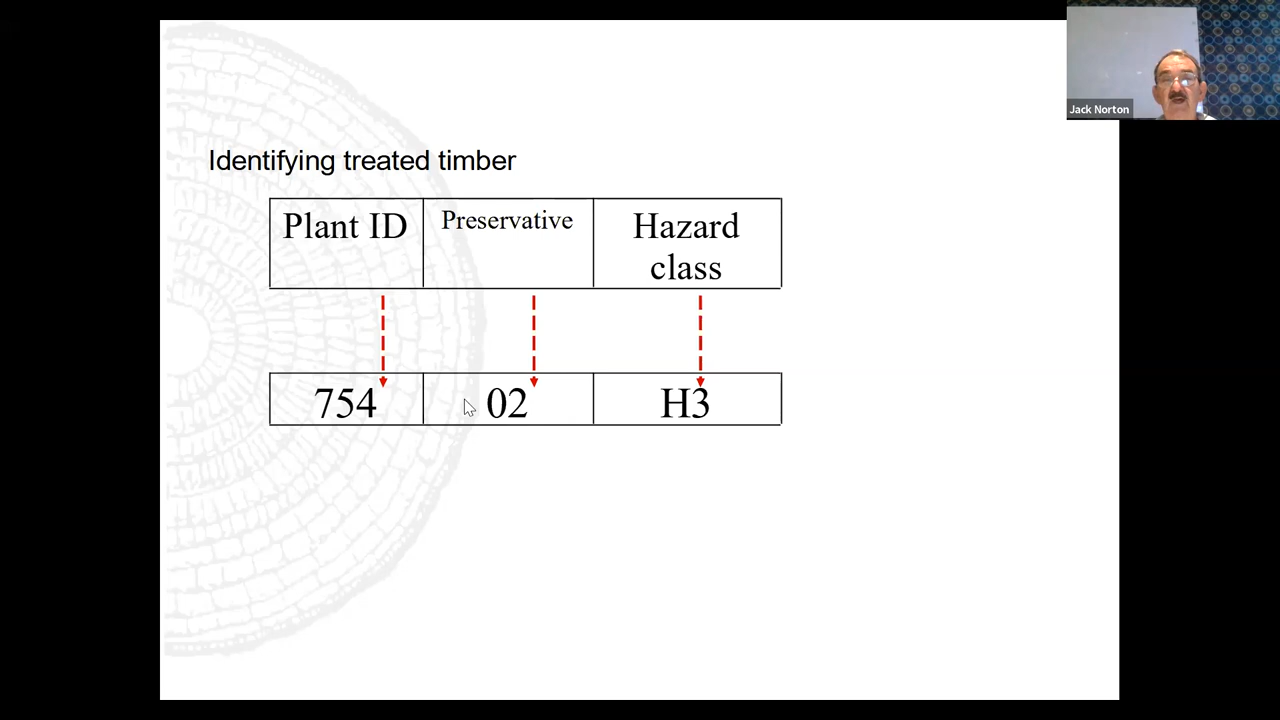 Jack Norton
Identifying treated timber
Plant ID
Preservative
Hazard
class
754
02
H3